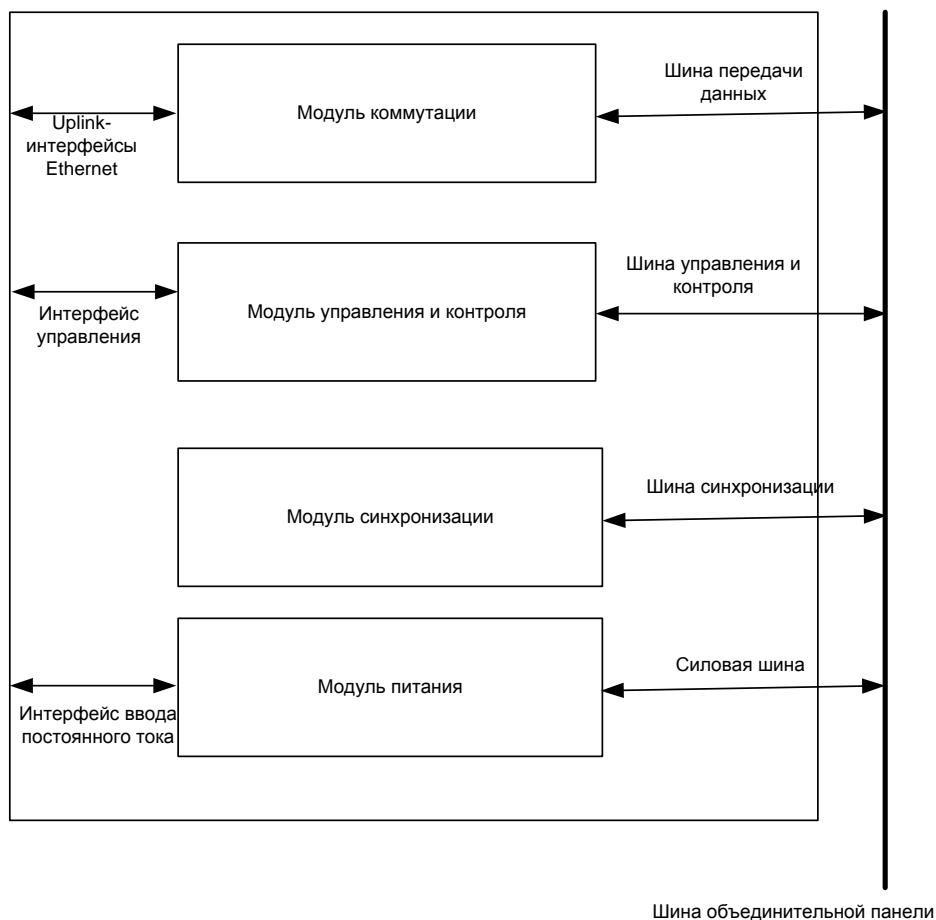 Шина передачи
данных
Модуль коммутации
Uplink-
интерфейсы
Ethernet
Шина управления и
контроля
Модуль управления и контроля
Интерфейс
управления
Шина синхронизации
Модуль синхронизации
Силовая шина
Модуль питания
Интерфейс ввода
постоянного тока
Шина объединительной панели